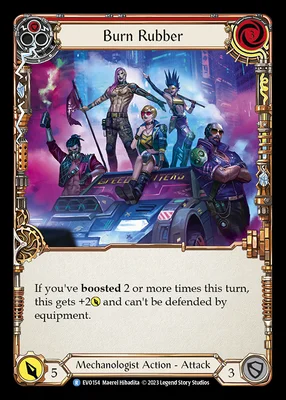 Burn Rubber
If you've boosted 2 or more times this turn,
this gets +2 and can't be defended by
equipment.
5
Mechanologist Action - Attack
3
R EVO154 Maerel Hibadita © 2023 Legend Story Studios